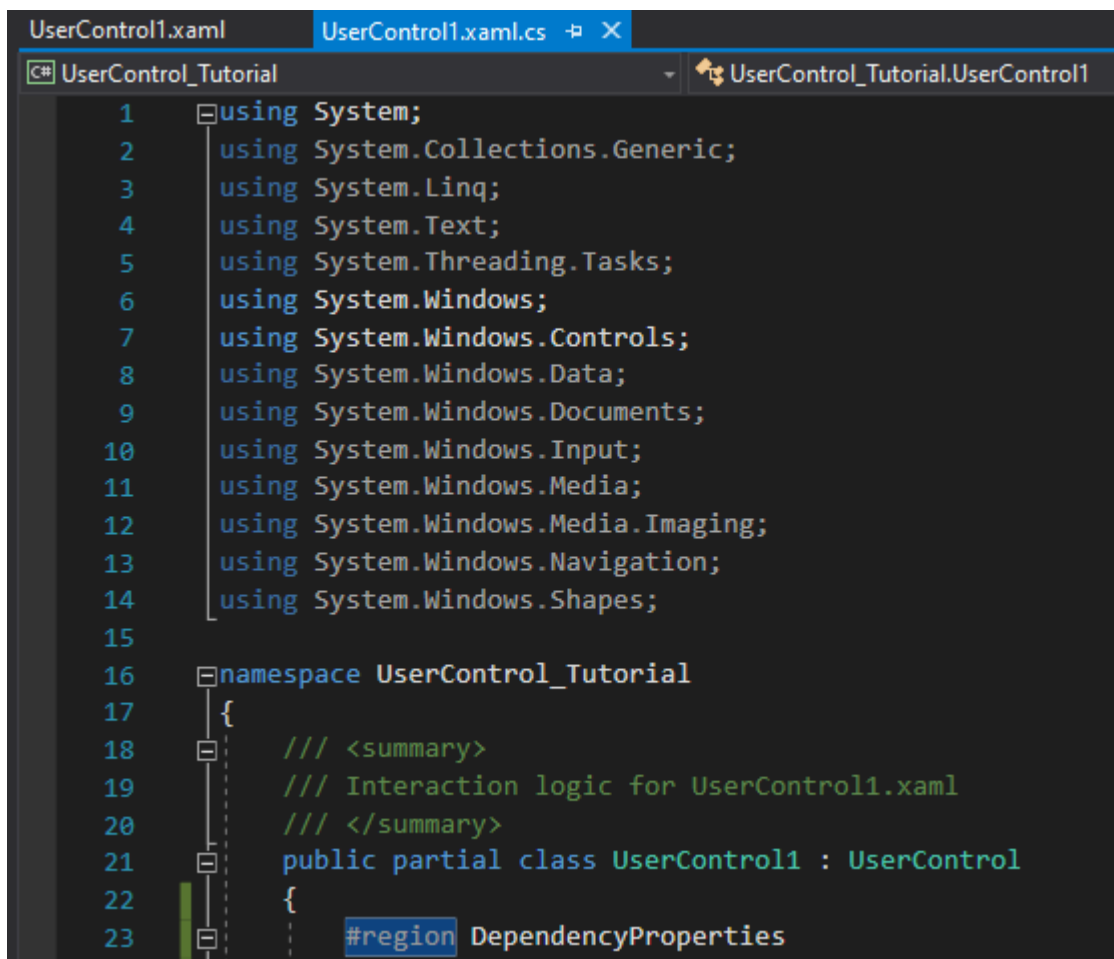 UserControl1.xaml UserControl1.xaml.cs
C# UserControl_Tutorial UserControl_Tutorial.UserControl1
1 using System;
2 using System.Collections.Generic;
3 using System.Linq;
4 using System.Text;
5 using System.Threading.Tasks;
6 using System.Windows;
7 using System.Windows.Controls;
8 using System.Windows.Data;
9 using System.Windows.Documents;
10 using System.Windows.Input;
11 using System.Windows.Media;
12 using System.Windows.Media.Imaging;
13 using System.Windows.Navigation;
14 using System.Windows.Shapes;
15
16 namespace UserControl_Tutorial
17 {
18 /// <summary>
19 /// Interaction logic for UserControl1.xaml
20 /// </summary>
21 public partial class UserControl1 : UserControl
22 {
23 #region DependencyProperties